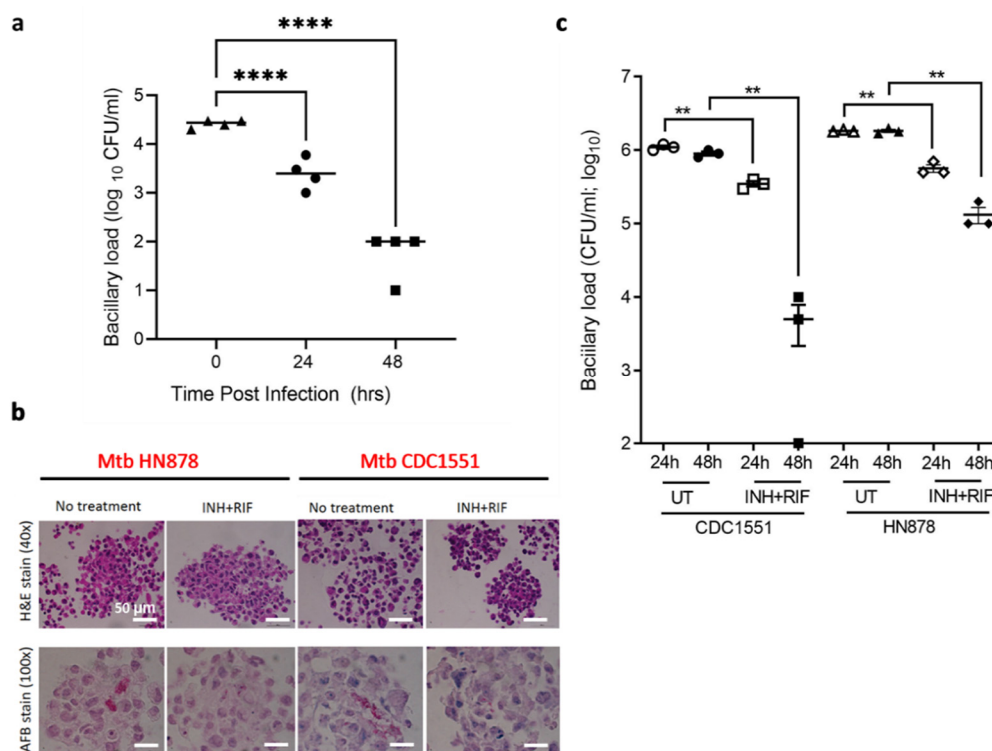 a
****
****
Bacillary load (log 10 CFU/ml)
5
4
3
2
1
0
0 24 48
Time Post Infection (hrs)
b
Mtb HN878 Mtb CDC1551
No treatment INH+RIF No treatment INH+RIF
H&E stain (40x)
50 µm
AFB stain (100x)
c
** ** ** **
Baciilary load (CFU/ml; log10)
7
6
5
4
3
2
24h 48h 24h 48h 24h 48h 24h 48h
UT INH+RIF UT INH+RIF
CDC1551 HN878